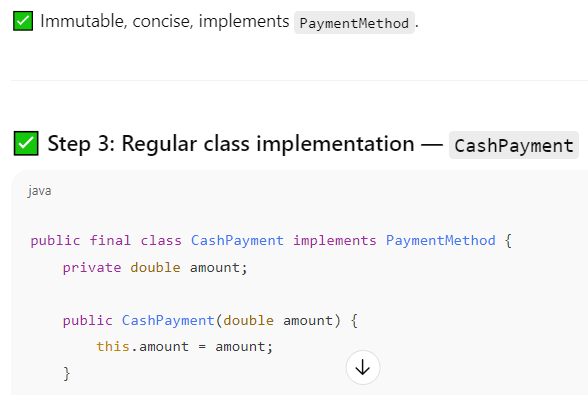 ✅ Immutable, concise, implements PaymentMethod.
✅ Step 3: Regular class implementation — CashPayment
java
public final class CashPayment implements PaymentMethod {
    private double amount;
    public CashPayment(double amount) {
        this.amount = amount;
    }